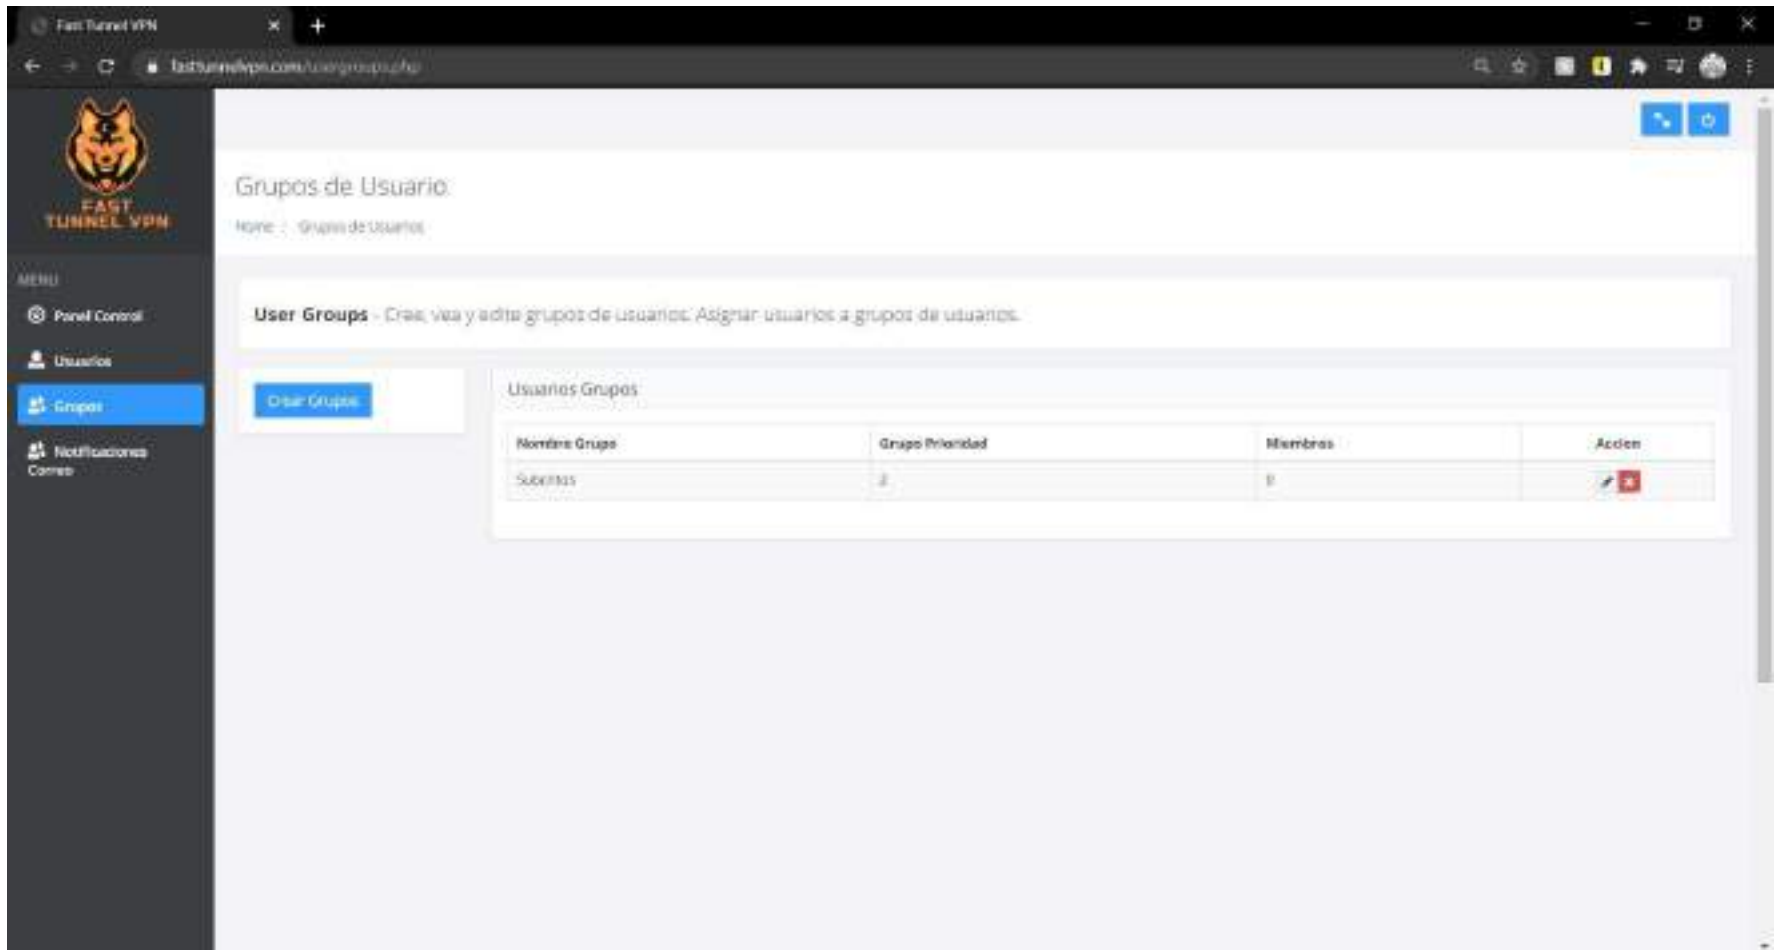 Fast Tunnel VPN
fasttunnelvpn.com/usergroups.php
FAST
TUNNEL VPN
Grupos de Usuario
Home / Grupos de Usuarios
MENU
Panel Control
Usuarios
Grupos
Notificaciones
Correo
User Groups - Cree, vea y edite grupos de usuarios. Asignar usuarios a grupos de usuarios.
Crear Grupos
Usuarios Grupos
Nombre Grupo Grupo Prioridad Miembros Accion
2